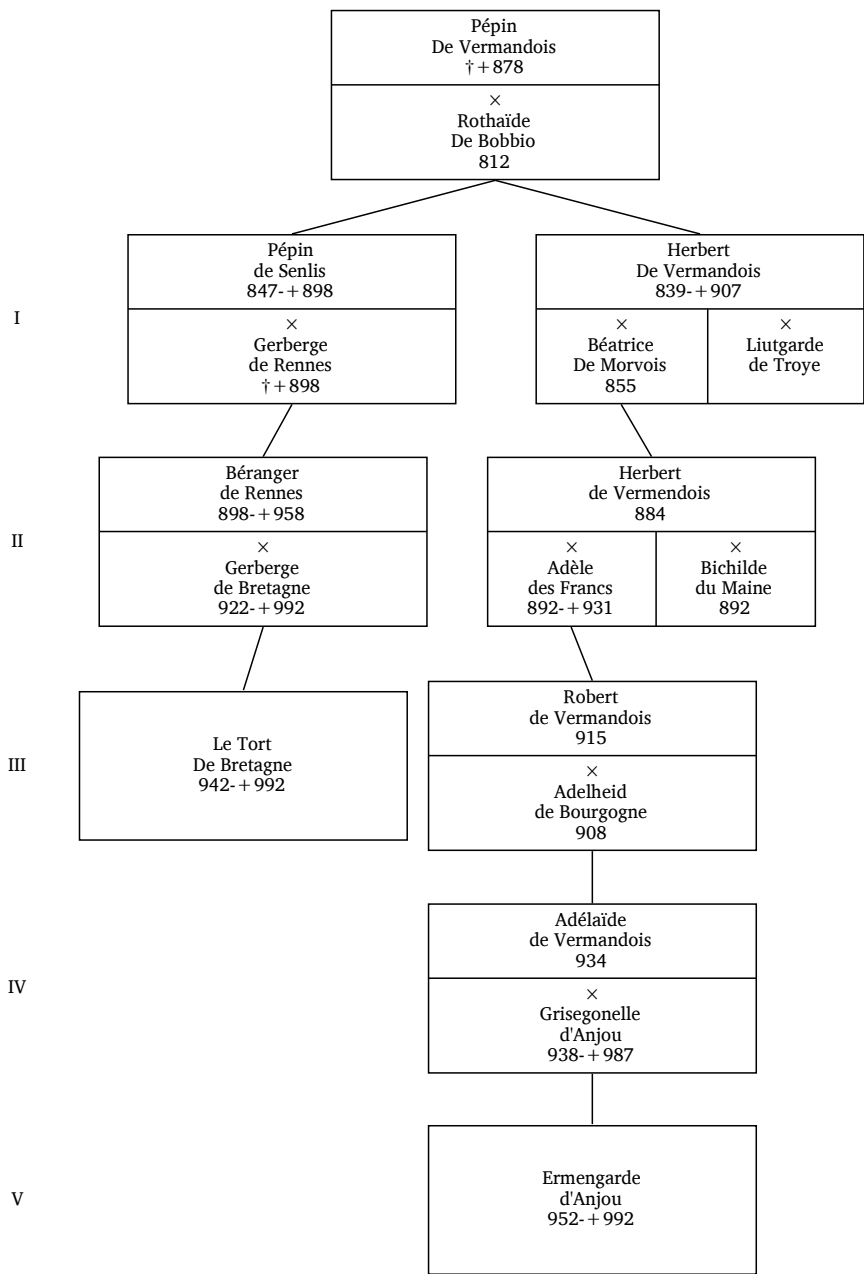 Pépin
De Vermandois
†+878
×
Rothaïde
De Bobbio
812
I
Pépin
de Senlis
847-+898
×
Gerberge
de Rennes
†+898
Herbert
De Vermandois
839-+907
×
Béatrice
De Morvois
855
×
Liutgarde
de Troye
II
Béranger
de Rennes
898-+958
×
Gerberge
de Bretagne
922-+992
Herbert
de Vermendois
884
×
Adèle
des Francs
892-+931
×
Bichilde
du Maine
892
III
Le Tort
De Bretagne
942-+992
Robert
de Vermandois
915
×
Adelheid
de Bourgogne
908
IV
Adélaïde
de Vermandois
934
×
Grisegonelle
d'Anjou
938-+987
V
Ermengarde
d'Anjou
952-+992